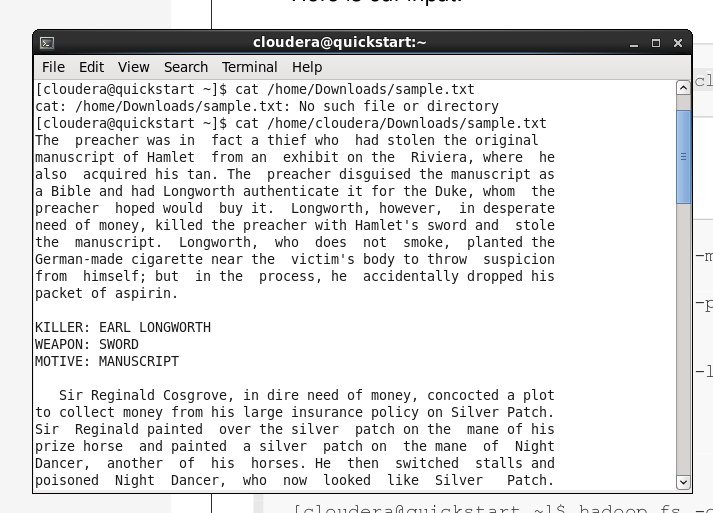 Here is our input:
cloudera@quickstart:~
File Edit View Search Terminal Help
[cloudera@quickstart ~]$ cat /home/Downloads/sample.txt
cat: /home/Downloads/sample.txt: No such file or directory
[cloudera@quickstart ~]$ cat /home/cloudera/Downloads/sample.txt
The  preacher was in  fact a thief who  had stolen the original
manuscript of Hamlet  from an  exhibit on the  Riviera, where  he
also  acquired his tan. The  preacher disguised the manuscript as
a Bible and had Longworth authenticate it for the Duke, whom  the
preacher  hoped would  buy it.  Longworth, however,  in desperate
need of money, killed the preacher with Hamlet's sword and  stole
the  manuscript.  Longworth,  who  does  not  smoke,  planted the
German-made cigarette near the  victim's body to throw  suspicion
from  himself; but  in the  process, he  accidentally dropped his
packet of aspirin.
KILLER: EARL LONGWORTH
WEAPON: SWORD
MOTIVE: MANUSCRIPT
   Sir Reginald Cosgrove, in dire need of money, concocted a plot
to collect money from his large insurance policy on Silver Patch.
Sir  Reginald painted  over the silver  patch on the  mane of his
prize horse  and painted  a silver  patch on  the mane  of  Night
Dancer,  another  of  his  horses. He  then  switched  stalls and
poisoned  Night  Dancer,  who  now  looked  like  Silver   Patch.
cl
-m
-p
-l
[cloudera@quickstart ~]$ hadoop fs -c